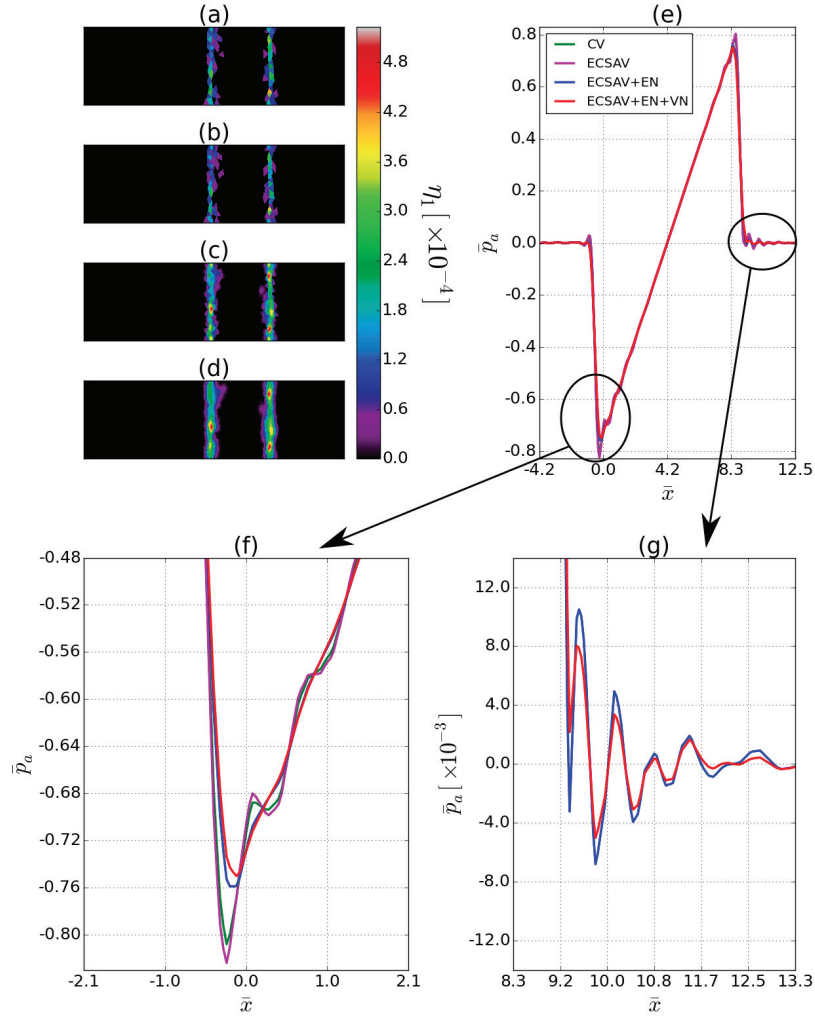 (a)
(b)
(c)
(d)
4.8
4.2
3.6
3.0
2.4
1.8
1.2
0.6
0.0
η₁ [ ×10⁻⁴ ]
(e)
CV
ECSAV
ECSAV+EN
ECSAV+EN+VN
0.8
0.6
0.4
0.2
0.0
-0.2
-0.4
-0.6
-0.8
p̄ₐ
-4.2 0.0 4.2 8.3 12.5
x̄
(f)
-0.48
-0.52
-0.56
-0.60
-0.64
-0.68
-0.72
-0.76
-0.80
p̄ₐ
-2.1 -1.0 0.0 1.0 2.1
x̄
(g)
12.0
8.0
4.0
0.0
-4.0
-8.0
-12.0
p̄ₐ [ ×10⁻³ ]
8.3 9.2 10.0 10.8 11.7 12.5 13.3
x̄